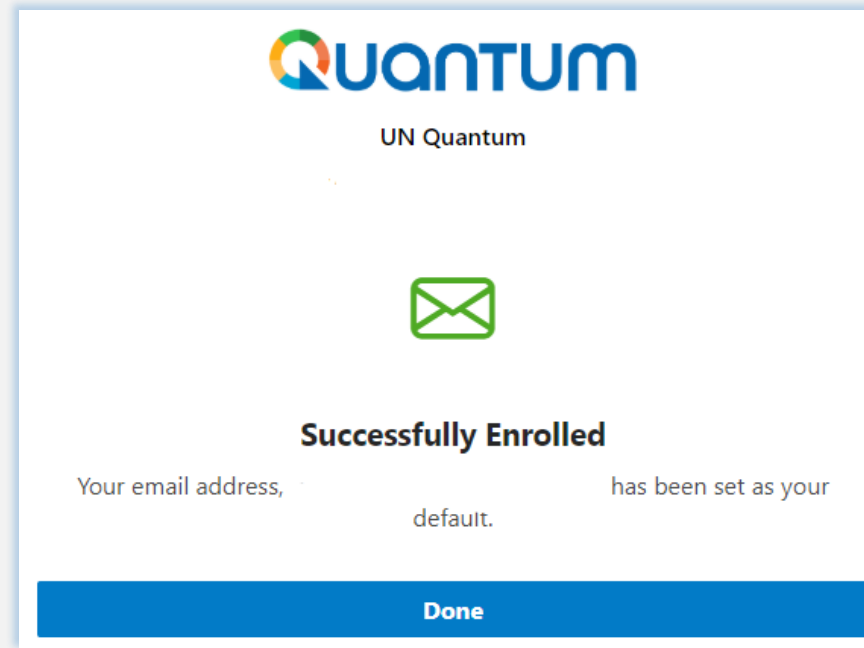 QUANTUM
UN Quantum
Successfully Enrolled
Your email address, has been set as your
default.
Done